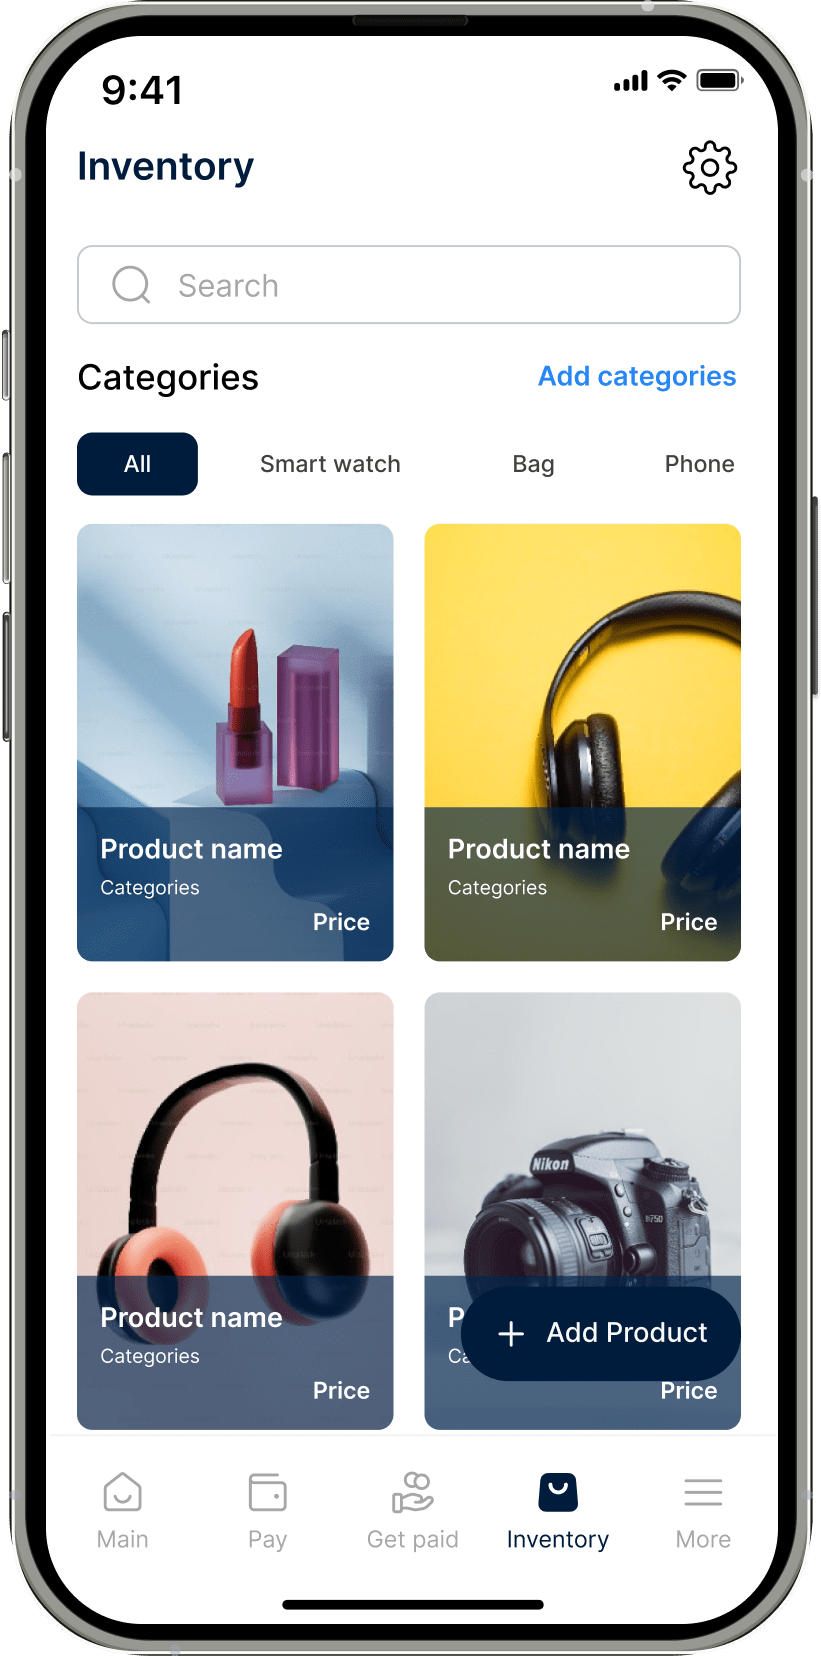 9:41
Inventory
Search
Categories
Add categories
All
Smart watch
Bag
Phone
Product name
Categories
Price
Product name
Categories
Price
Nikon
D750
Product name
Categories
Price
P
Ca
Add Product
Price
Main
Pay
Get paid
Inventory
More